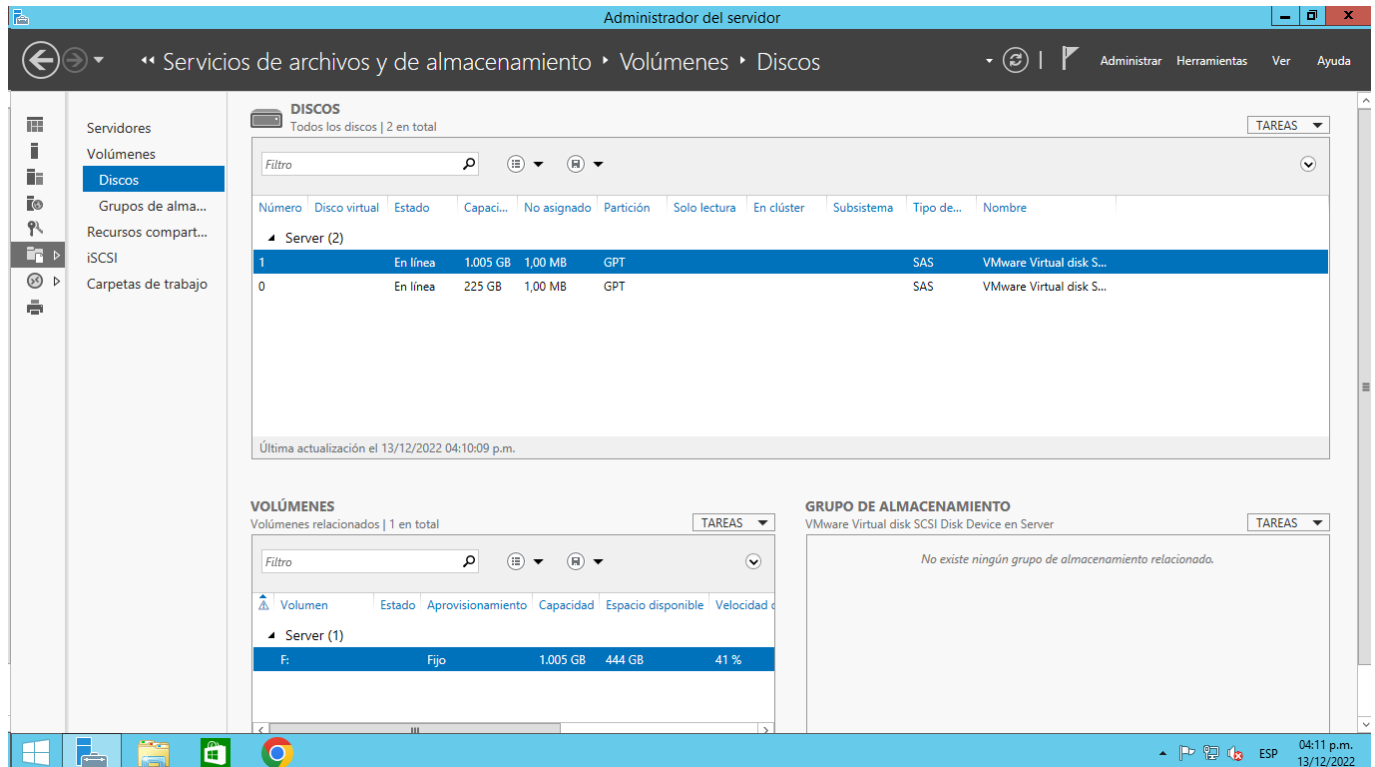 Administrador del servidor
Servicios de archivos y de almacenamiento ‣ Volúmenes ‣ Discos
Administrar Herramientas Ver Ayuda
Servidores
Volúmenes
Discos
Grupos de alma...
Recursos compart...
iSCSI
Carpetas de trabajo
DISCOS
Todos los discos | 2 en total
TAREAS
Filtro
Número Disco virtual Estado Capaci... No asignado Partición Solo lectura En clúster Subsistema Tipo de... Nombre
Server (2)
1 En línea 1.005 GB 1,00 MB GPT SAS VMware Virtual disk S...
0 En línea 225 GB 1,00 MB GPT SAS VMware Virtual disk S...
Última actualización el 13/12/2022 04:10:09 p.m.
VOLÚMENES
Volúmenes relacionados | 1 en total
TAREAS
Filtro
Volumen Estado Aprovisionamiento Capacidad Espacio disponible Velocidad
Server (1)
F: Fijo 1.005 GB 444 GB 41 %
GRUPO DE ALMACENAMIENTO
VMware Virtual disk SCSI Disk Device en Server
TAREAS
No existe ningún grupo de almacenamiento relacionado.
ESP
04:11 p.m.
13/12/2022